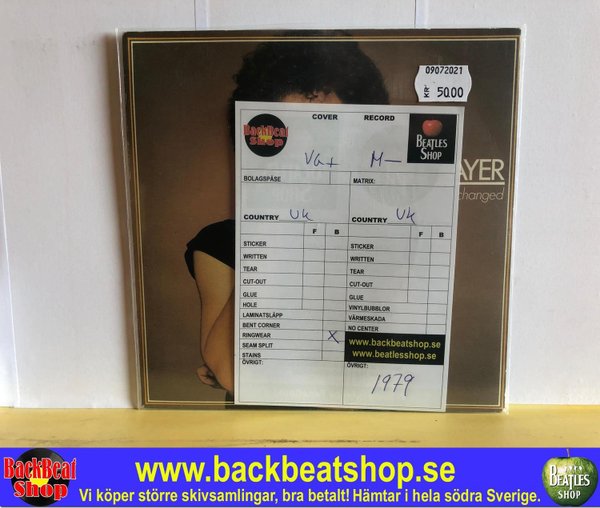 09072021
KR 50.00
COVER RECORD
BackBeat
Shop
BEATLES
SHOP
VG+ M-
AYER
changed
BOLAGSPÅSE MATRIX:
COUNTRY UK COUNTRY UK
F B F B
STICKER STICKER
WRITTEN WRITTEN
TEAR TEAR
CUT-OUT CUT-OUT
GLUE GLUE
HOLE VINYLBUBBLOR
LAMINATSLÄPP VÄRMESKADA
BENT CORNER NO CENTER
RINGWEAR X
SEAM SPLIT
STAINS
www.backbeatshop.se
www.beatlesshop.se
ÖVRIGT: ÖVRIGT:
1979
BackBeat
Shop
www.backbeatshop.se
Vi köper större skivsamlingar, bra betalt! Hämtar i hela södra Sverige.
BEATLES
SHOP